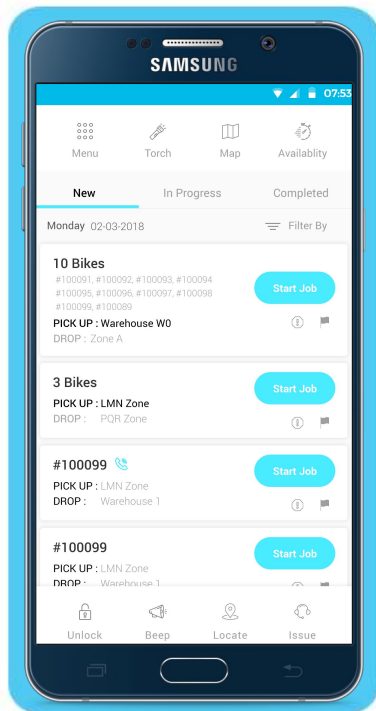 SAMSUNG
07:53
Menu Torch Map Availablity
New In Progress Completed
Monday 02-03-2018 Filter By
10 Bikes
#100091, #100092, #100093, #100094
#100095, #100096, #100097, #100098
#100099, #100089
Start Job
PICK UP : Warehouse W0
DROP : Zone A
3 Bikes
Start Job
PICK UP : LMN Zone
DROP : PQR Zone
#100099
Start Job
PICK UP : LMN Zone
DROP : Warehouse 1
#100099
Start Job
PICK UP : LMN Zone
DROP : Warehouse 1
Unlock Beep Locate Issue